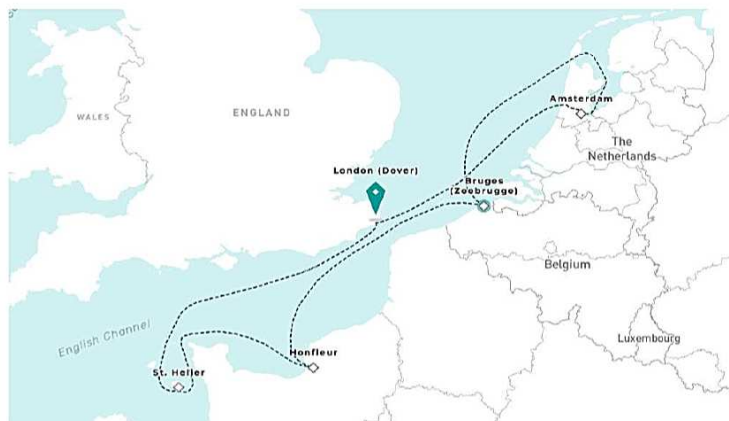 Amsterdam
ENGLAND
WALES
The
Netherlands
London (Dover)
Bruges
(Zeebrugge)
Belgium
English Channel
Luxembourg
Honfleur
St. Helier